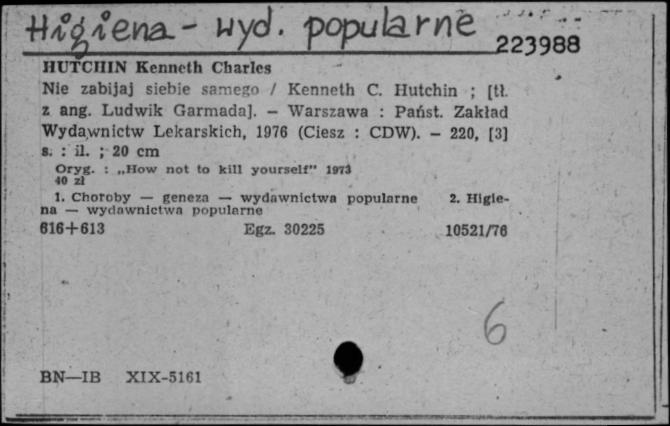 Higiena - wyd. popularne
223988
HUTCHIN Kenneth Charles
Nie zabijaj siebie samego / Kenneth C. Hutchin ; [tł.
z ang. Ludwik Garmada]. — Warszawa : Państ. Zakład
Wydawnictw Lekarskich, 1976 (Ciesz : CDW). — 220, [3]
s. : il. ; 20 cm
Oryg. : „How not to kill yourself” 1973
40 zł
1. Choroby — geneza — wydawnictwa popularne 2. Higie-
na — wydawnictwa popularne
616+613 Egz. 30225 10521/76
6
BN—IB XIX-5161